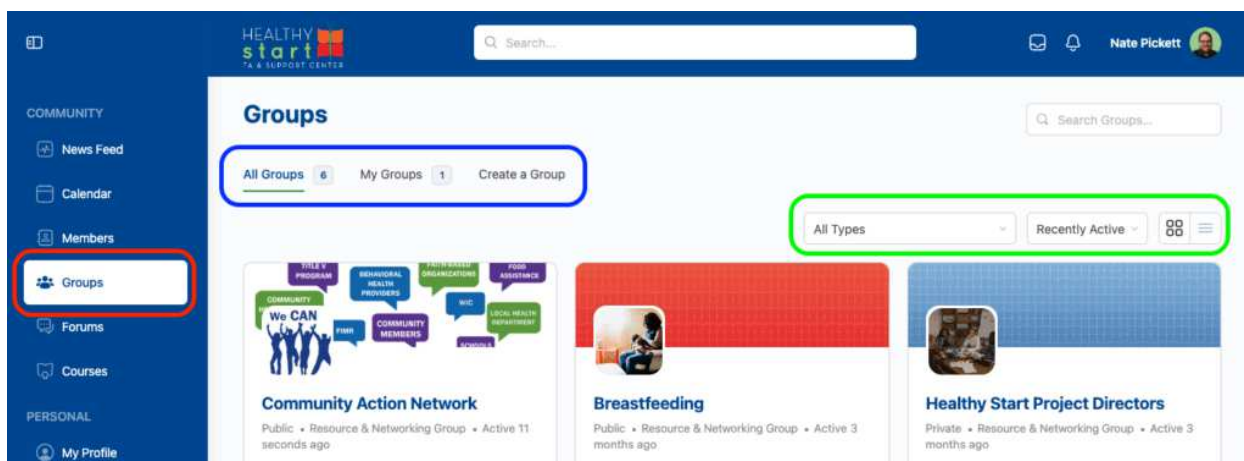 HEALTHY
start
TA & SUPPORT CENTER
Search...
Nate Pickett
COMMUNITY
News Feed
Calendar
Members
Groups
Forums
Courses
PERSONAL
My Profile
Groups
Search Groups...
All Groups 6 My Groups 1 Create a Group
All Types Recently Active
TITLE V
PROGRAM
BEHAVIORAL
HEALTH
PROVIDERS
FAITH-BASED
ORGANIZATIONS
FOOD
ASSISTANCE
COMMUNITY
We CAN
FIMR
COMMUNITY
MEMBERS
WIC
LOCAL HEALTH
DEPARTMENT
SCHOOLS
Community Action Network
Public • Resource & Networking Group • Active 11
seconds ago
Breastfeeding
Public • Resource & Networking Group • Active 3
months ago
Healthy Start Project Directors
Private • Resource & Networking Group • Active 3
months ago